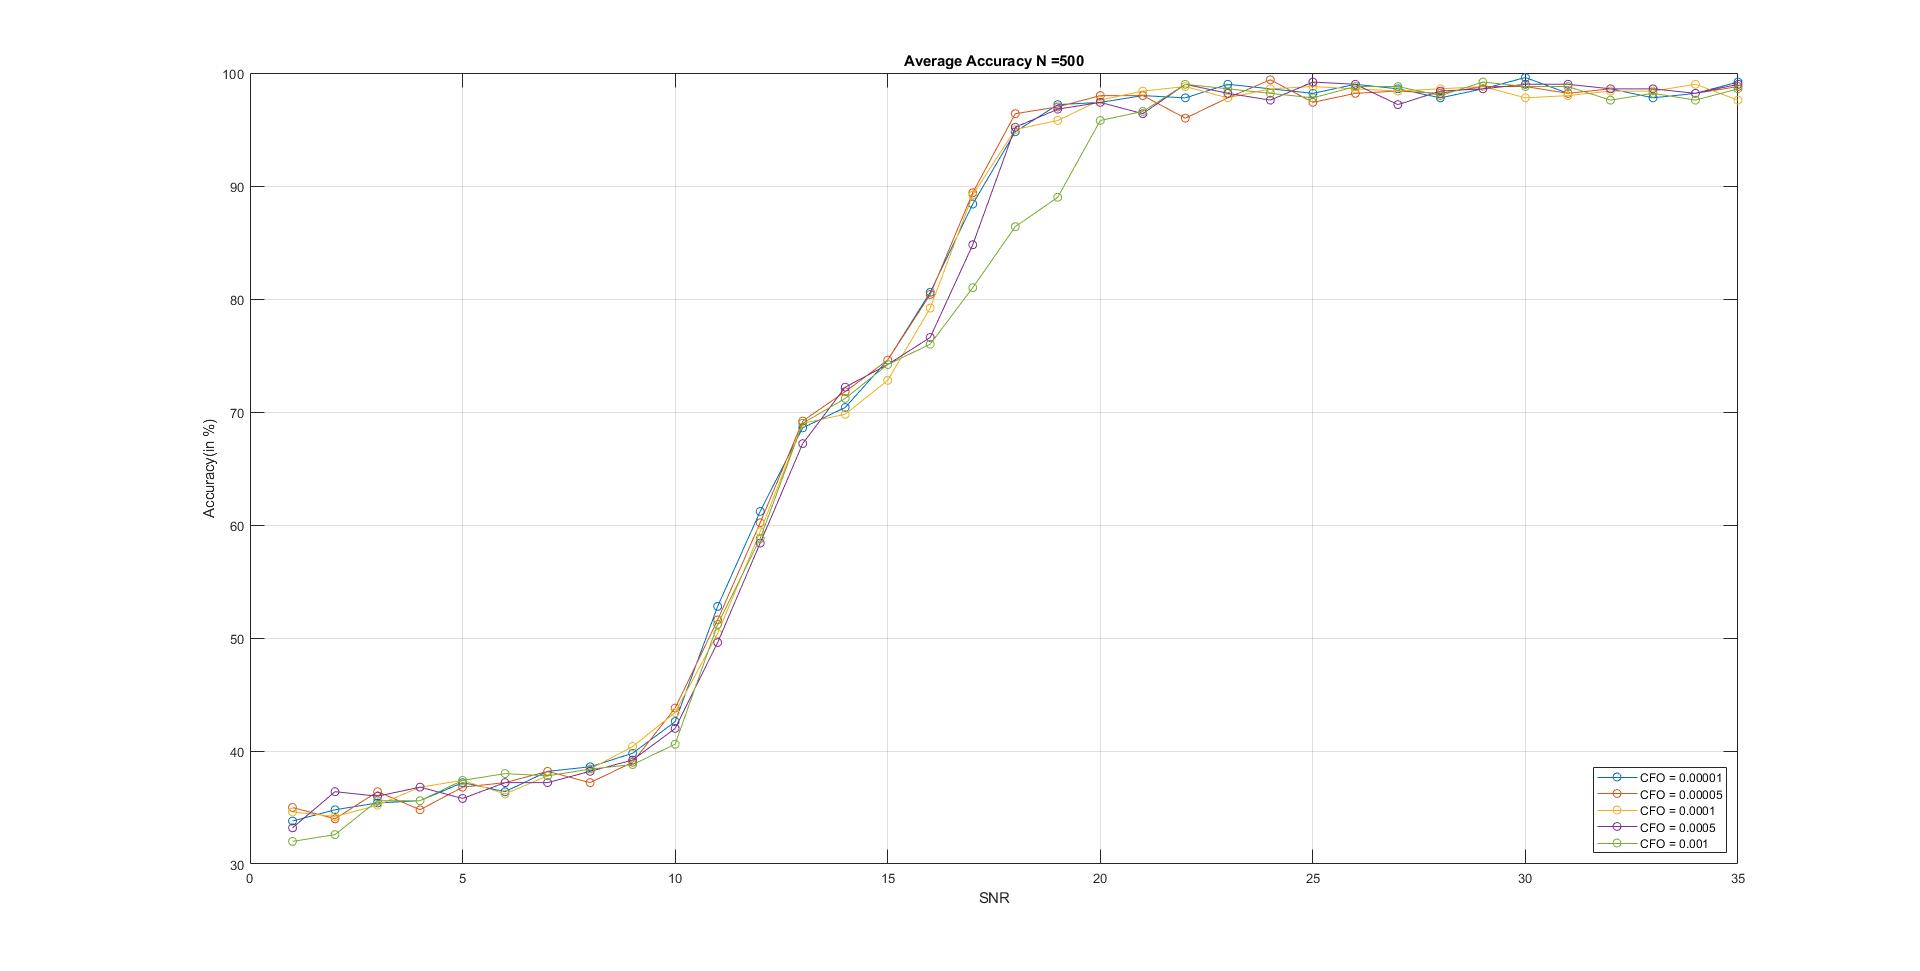 Average Accuracy N =500
100
90
80
70
60
50
40
30
Accuracy(in %)
0
5
10
15
20
25
30
35
SNR
CFO = 0.00001
CFO = 0.00005
CFO = 0.0001
CFO = 0.0005
CFO = 0.001